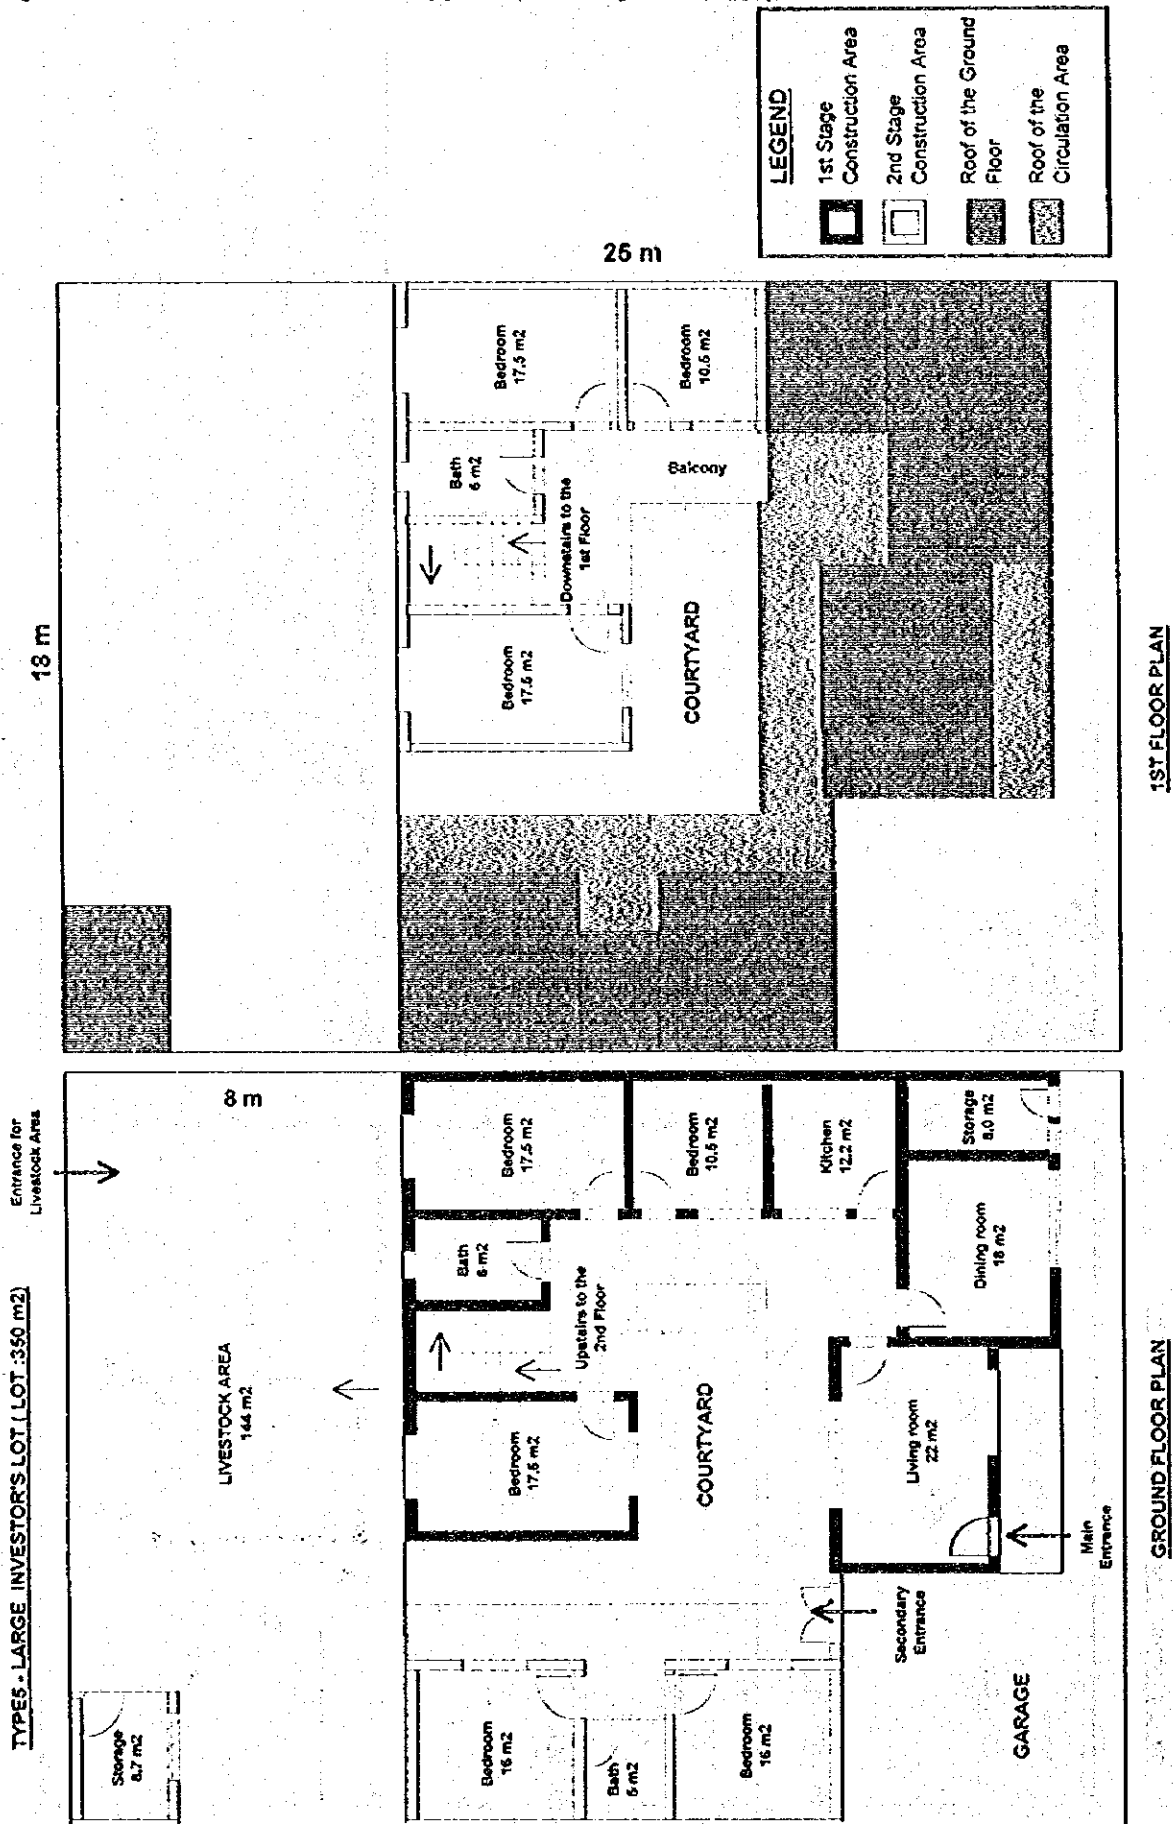 TYPE5 - LARGE INVESTOR'S LOT ( LOT :350 m2)
Entrance for
Livestock Area
8 m
LIVESTOCK AREA
144 m2
Storage
8.7 m2
Bedroom
17.5 m2
Bath
6 m2
Upstairs to the
2nd Floor
Bedroom
17.5 m2
Bedroom
10.5 m2
Kitchen
12.2 m2
Storage
8.0 m2
Dining room
18 m2
COURTYARD
Living room
22 m2
Main
Entrance
Secondary
Entrance
Bedroom
16 m2
Bath
5 m2
Bedroom
16 m2
GARAGE
GROUND FLOOR PLAN
18 m
25 m
Bedroom
17.5 m2
Bath
6 m2
Downstairs to the
1st Floor
Bedroom
17.5 m2
Bedroom
10.5 m2
Balcony
COURTYARD
1ST FLOOR PLAN
LEGEND
1st Stage
Construction Area
2nd Stage
Construction Area
Roof of the Ground
Floor
Roof of the
Circulation Area